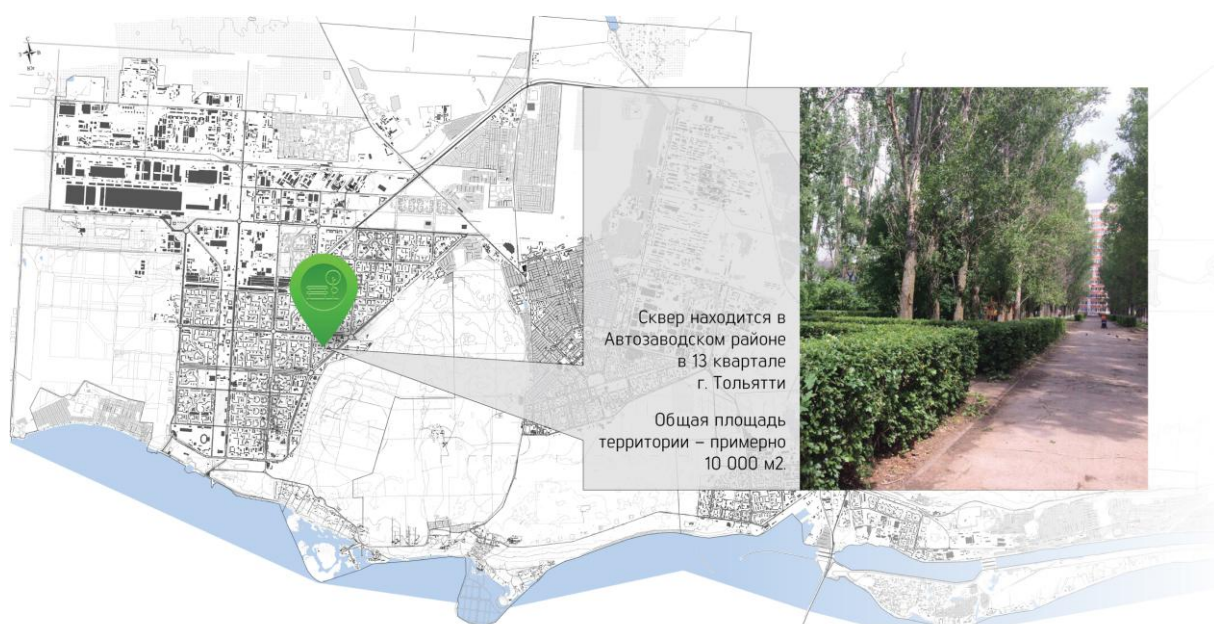 Сквер находится в
Автозаводском районе
в 13 квартале
г. Тольятти
Общая площадь
территории – примерно
10 000 м2.